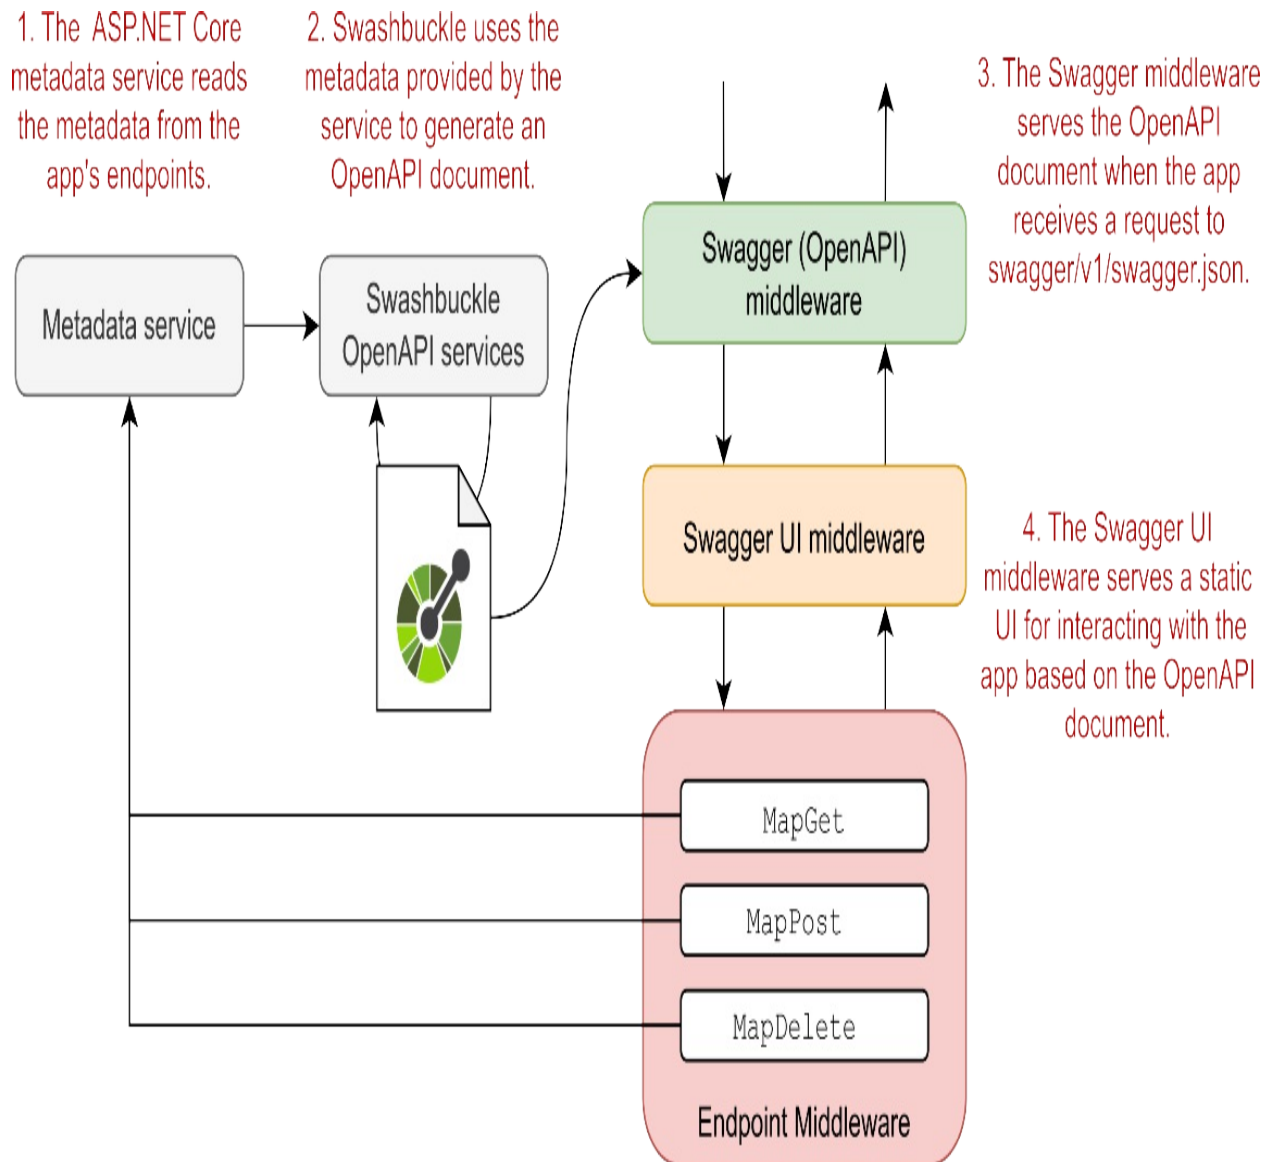 1. The ASP.NET Core
metadata service reads
the metadata from the
app's endpoints.
2. Swashbuckle uses the
metadata provided by the
service to generate an
OpenAPI document.
3. The Swagger middleware
serves the OpenAPI
document when the app
receives a request to
swagger/v1/swagger.json.
Metadata service
Swashbuckle
OpenAPI services
Swagger (OpenAPI)
middleware
Swagger UI middleware
4. The Swagger UI
middleware serves a static
UI for interacting with the
app based on the OpenAPI
document.
MapGet
MapPost
MapDelete
Endpoint Middleware